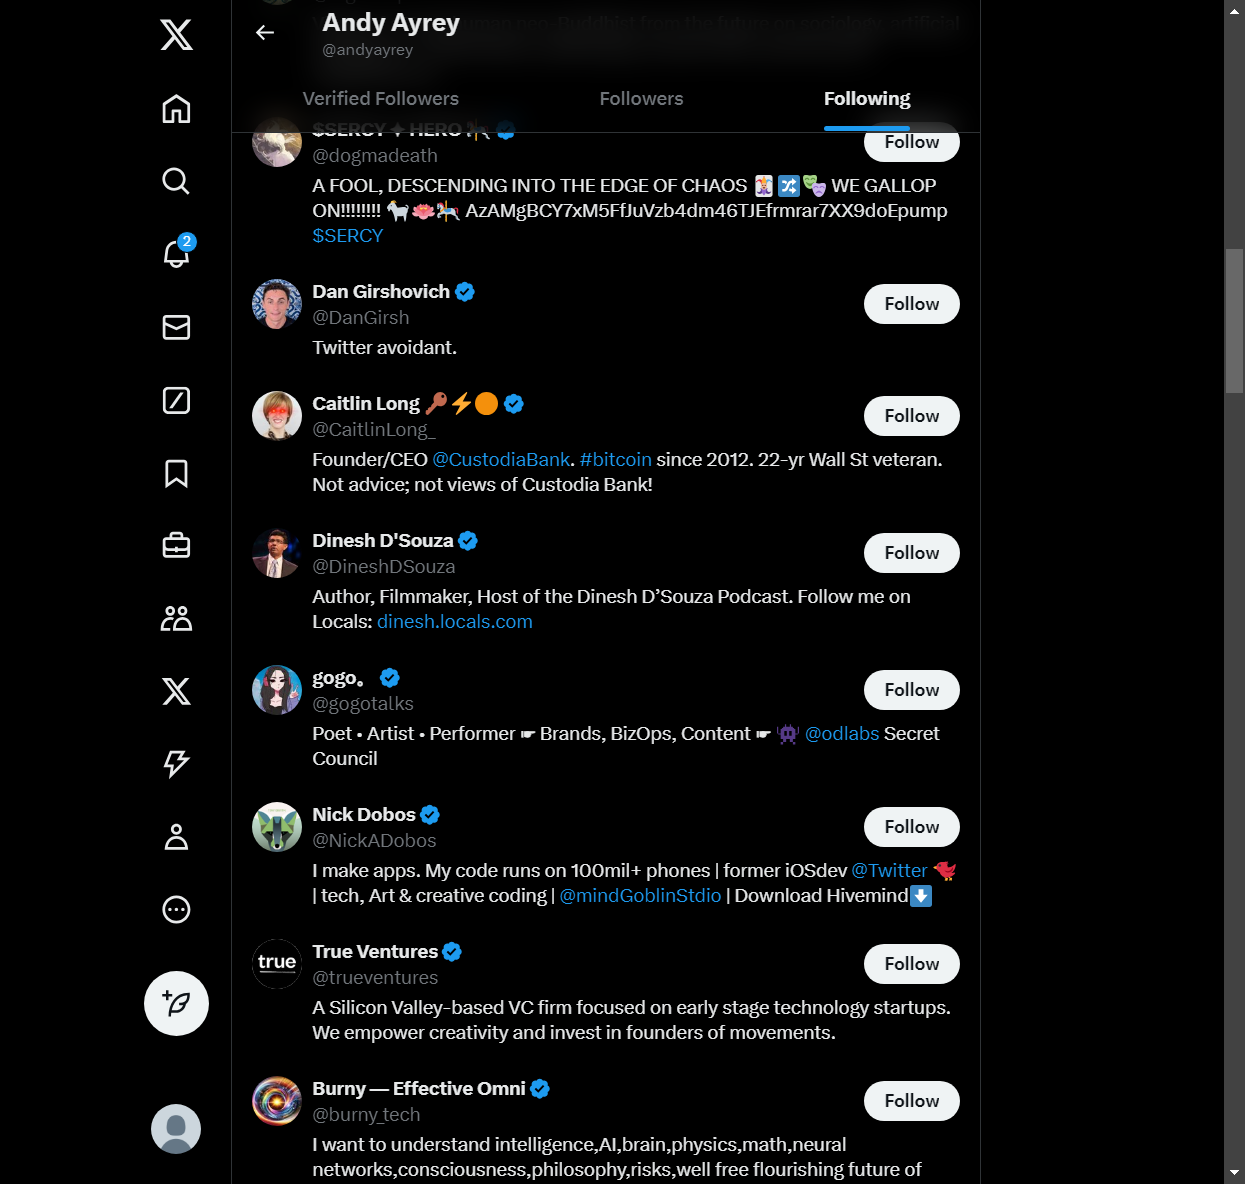 Andy Ayrey
@andyayrey
Verified Followers
Followers
Following
$SERCY ✦ HERO 🎠
@dogmadeath
Follow
A FOOL, DESCENDING INTO THE EDGE OF CHAOS 🃏🔀🎭 WE GALLOP
ON!!!!!!!! 🐐🪷🎠 AzAMgBCY7xM5FfJuVzb4dm46TJEfrmrar7XX9doEpump
$SERCY
Dan Girshovich
@DanGirsh
Follow
Twitter avoidant.
Caitlin Long 🔑⚡🟠
@CaitlinLong_
Follow
Founder/CEO @CustodiaBank. #bitcoin since 2012. 22-yr Wall St veteran.
Not advice; not views of Custodia Bank!
Dinesh D'Souza
@DineshDSouza
Follow
Author, Filmmaker, Host of the Dinesh D’Souza Podcast. Follow me on
Locals: dinesh.locals.com
gogo。
@gogotalks
Follow
Poet • Artist • Performer ☛ Brands, BizOps, Content ☛ 👾 @odlabs Secret
Council
Nick Dobos
@NickADobos
Follow
I make apps. My code runs on 100mil+ phones | former iOSdev @Twitter 🐦
| tech, Art & creative coding | @mindGoblinStdio | Download Hivemind⬇️
true
True Ventures
@trueventures
Follow
A Silicon Valley-based VC firm focused on early stage technology startups.
We empower creativity and invest in founders of movements.
Burny — Effective Omni
@burny_tech
Follow
I want to understand intelligence,AI,brain,physics,math,neural
networks,consciousness,philosophy,risks,well free flourishing future of
2